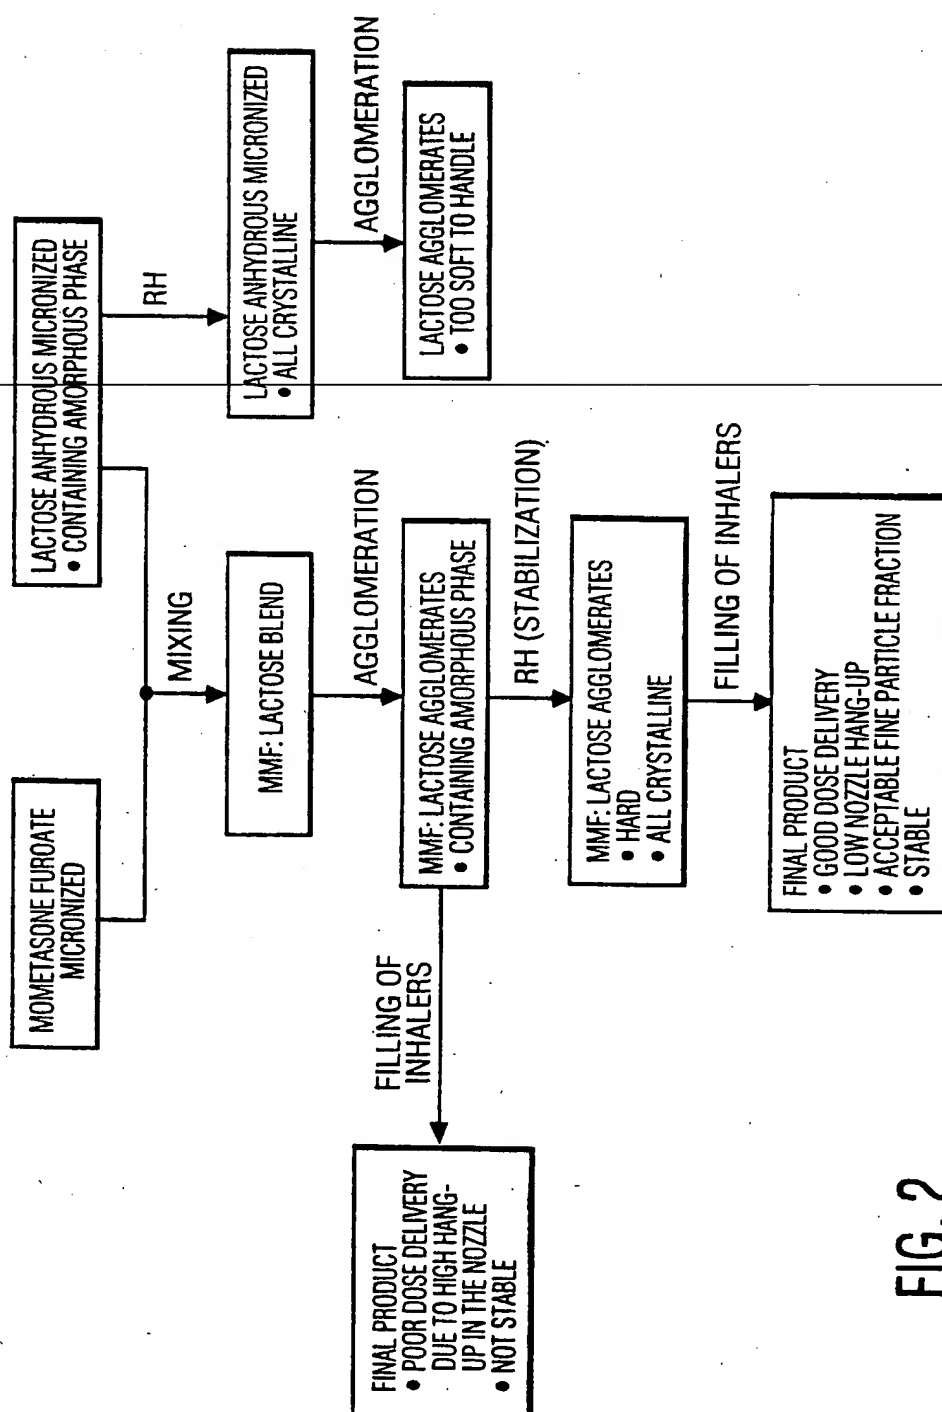 MOMETASONE FUROATE
MICRONIZED
LACTOSE ANHYDROUS MICRONIZED
• CONTAINING AMORPHOUS PHASE
MIXING
RH
MMF: LACTOSE BLEND
LACTOSE ANHYDROUS MICRONIZED
• ALL CRYSTALLINE
AGGLOMERATION
AGGLOMERATION
MMF: LACTOSE AGGLOMERATES
• CONTAINING AMORPHOUS PHASE
LACTOSE AGGLOMERATES
• TOO SOFT TO HANDLE
FILLING OF
INHALERS
RH (STABILIZATION)
FINAL PRODUCT
• POOR DOSE DELIVERY
DUE TO HIGH HANG-
UP IN THE NOZZLE
• NOT STABLE
MMF: LACTOSE AGGLOMERATES
• HARD
• ALL CRYSTALLINE
FILLING OF INHALERS
FINAL PRODUCT
• GOOD DOSE DELIVERY
• LOW NOZZLE HANG-UP
• ACCEPTABLE FINE PARTICLE FRACTION
• STABLE
FIG. 2